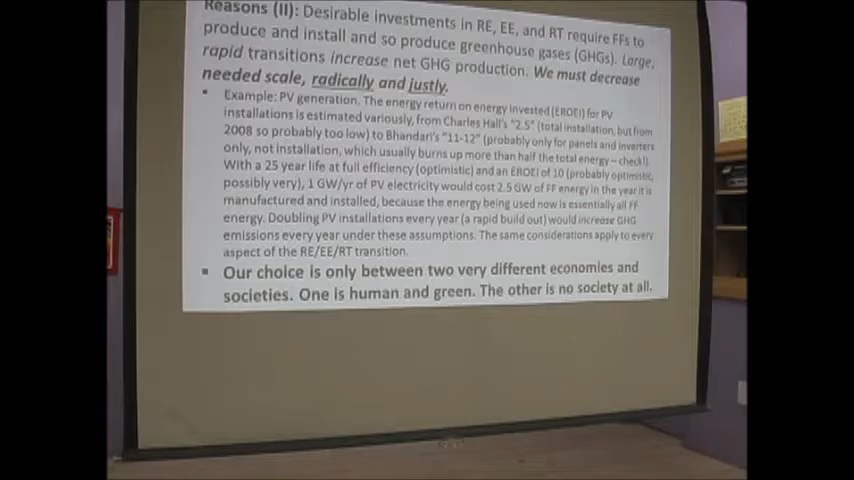 Reasons (II): Desirable investments in RE, EE, and RT require FFs to
produce and install and so produce greenhouse gases (GHGs). Large,
rapid transitions increase net GHG production. We must decrease
needed scale, radically and justly.
▪ Example: PV generation. The energy return on energy invested (EROEI) for PV
installations is estimated variously, from Charles Hall's "2.5" (total installation, but from
2008 so probably too low) to Bhandari's "11-12" (probably only for panels and inverters
only, not installation, which usually burns up more than half the total energy – check!).
With a 25 year life at full efficiency (optimistic) and an EROEI of 10 (probably optimistic,
possibly very), 1 GW/yr of PV electricity would cost 2.5 GW of FF energy in the year it is
manufactured and installed, because the energy being used now is essentially all FF
energy. Doubling PV installations every year (a rapid build out) would increase GHG
emissions every year under these assumptions. The same considerations apply to every
aspect of the RE/EE/RT transition.
▪ Our choice is only between two very different economies and
societies. One is human and green. The other is no society at all.